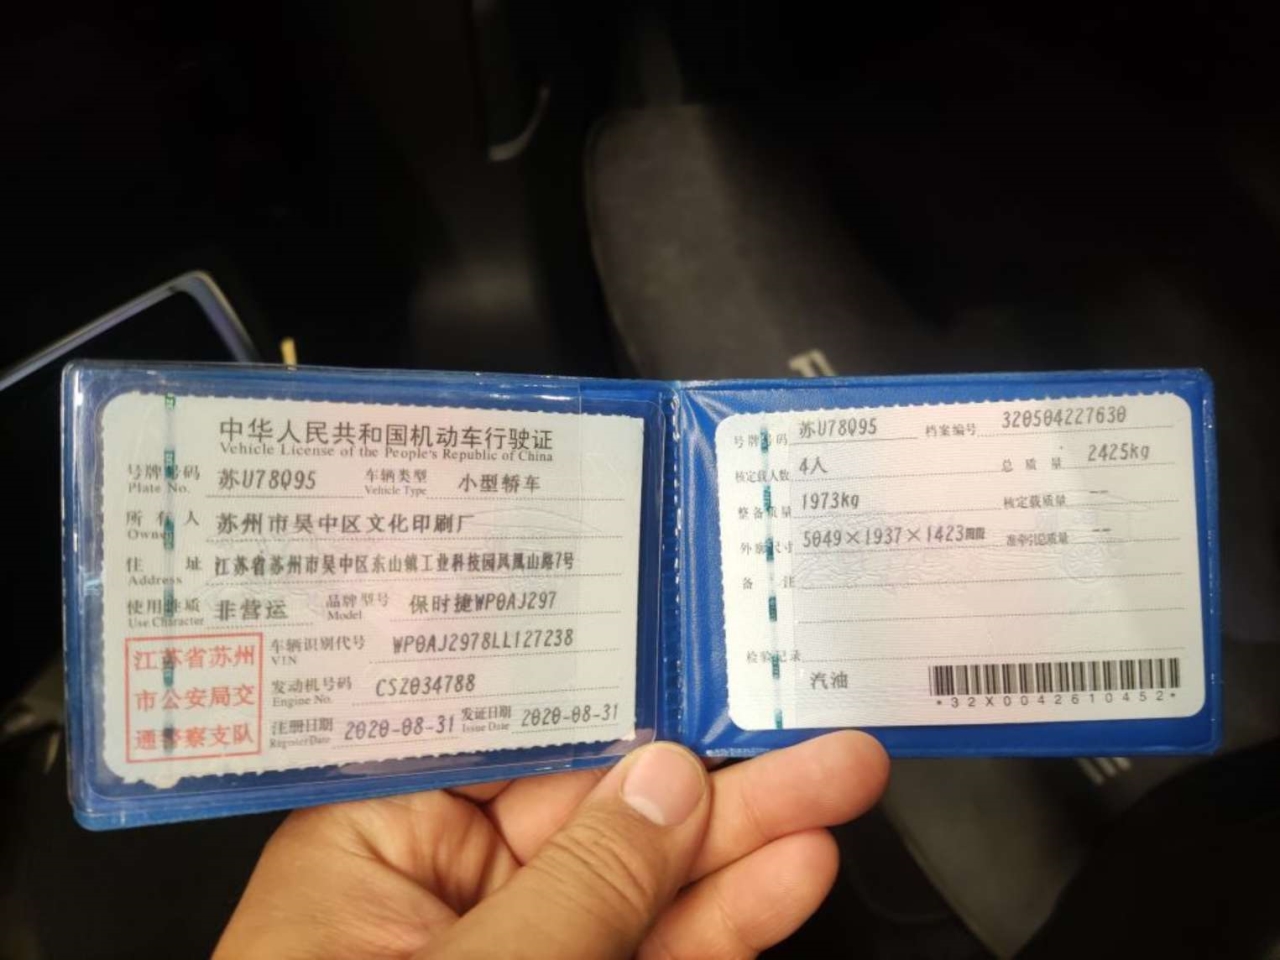 中华人民共和国机动车行驶证
Vehicle License of the People's Republic of China
号牌号码 苏U78Q95 车辆类型 小型轿车
Plate No. Vehicle Type
所有人 苏州市吴中区文化印刷厂
Owner
住址 江苏省苏州市吴中区东山镇工业科技园凤凰山路7号
Address
使用性质 非营运 品牌型号 保时捷WP0AJ297
Use Character Model
江苏省苏州
市公安局交
通警察支队
车辆识别代号 WP0AJ2978LL127238
VIN
发动机号码 CSZ034788
Engine No.
注册日期 2020-08-31 发证日期 2020-08-31
Register Date Issue Date
号牌号码 苏U78Q95 档案编号 320504227630
核定载人数 4人 总质量 2425kg
整备质量 1973kg 核定载质量 --
外廓尺寸 5049×1937×1423mm 准牵引总质量 --
备注
检验记录
汽油
*32X0042610452*